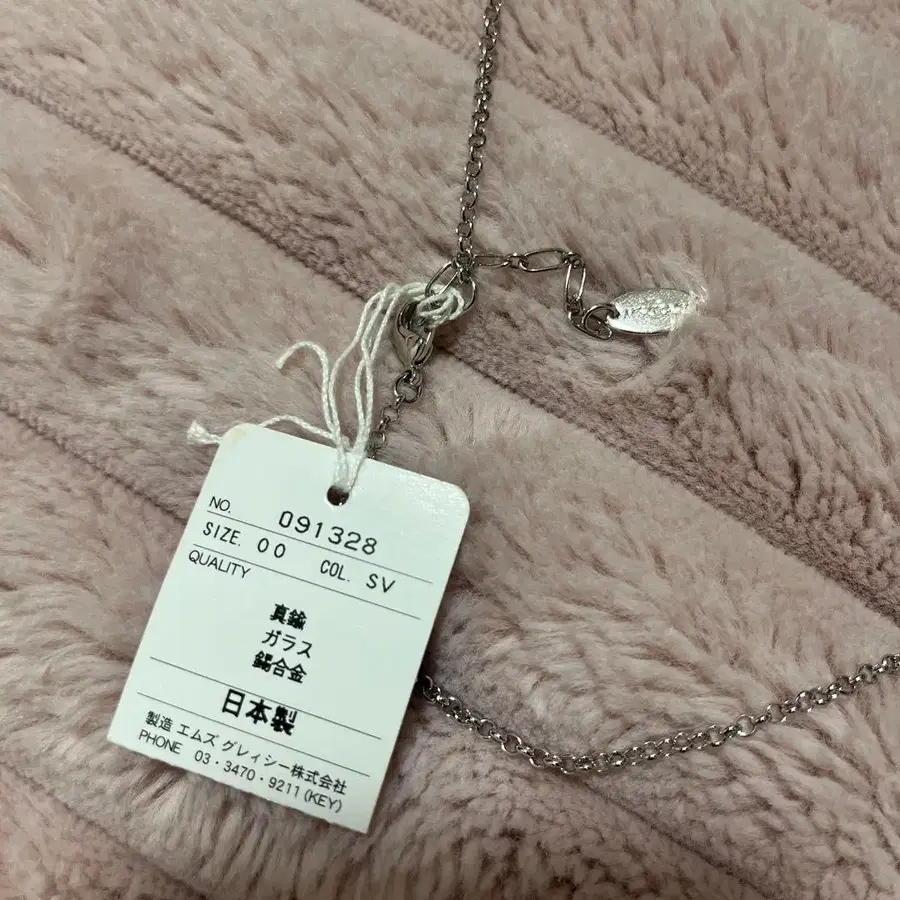 NO. 091328
SIZE. 00 COL. SV
QUALITY
真鍮
ガラス
錫合金
日本製
製造 エムズ グレィシー株式会社
PHONE 03・3470・9211(KEY)